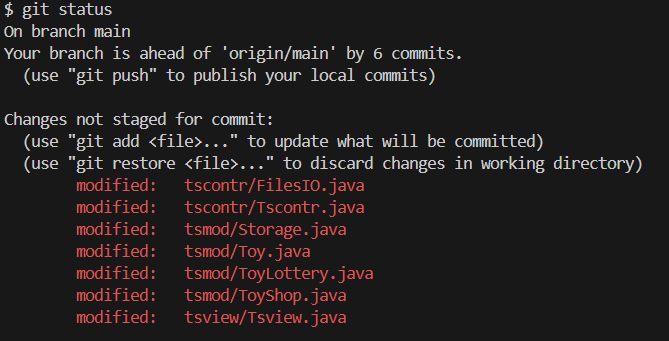 $ git status
On branch main
Your branch is ahead of 'origin/main' by 6 commits.
  (use "git push" to publish your local commits)

Changes not staged for commit:
  (use "git add <file>..." to update what will be committed)
  (use "git restore <file>..." to discard changes in working directory)
        modified:   tscontr/FilesIO.java
        modified:   tscontr/Tscontr.java
        modified:   tsmod/Storage.java
        modified:   tsmod/Toy.java
        modified:   tsmod/ToyLottery.java
        modified:   tsmod/ToyShop.java
        modified:   tsview/Tsview.java